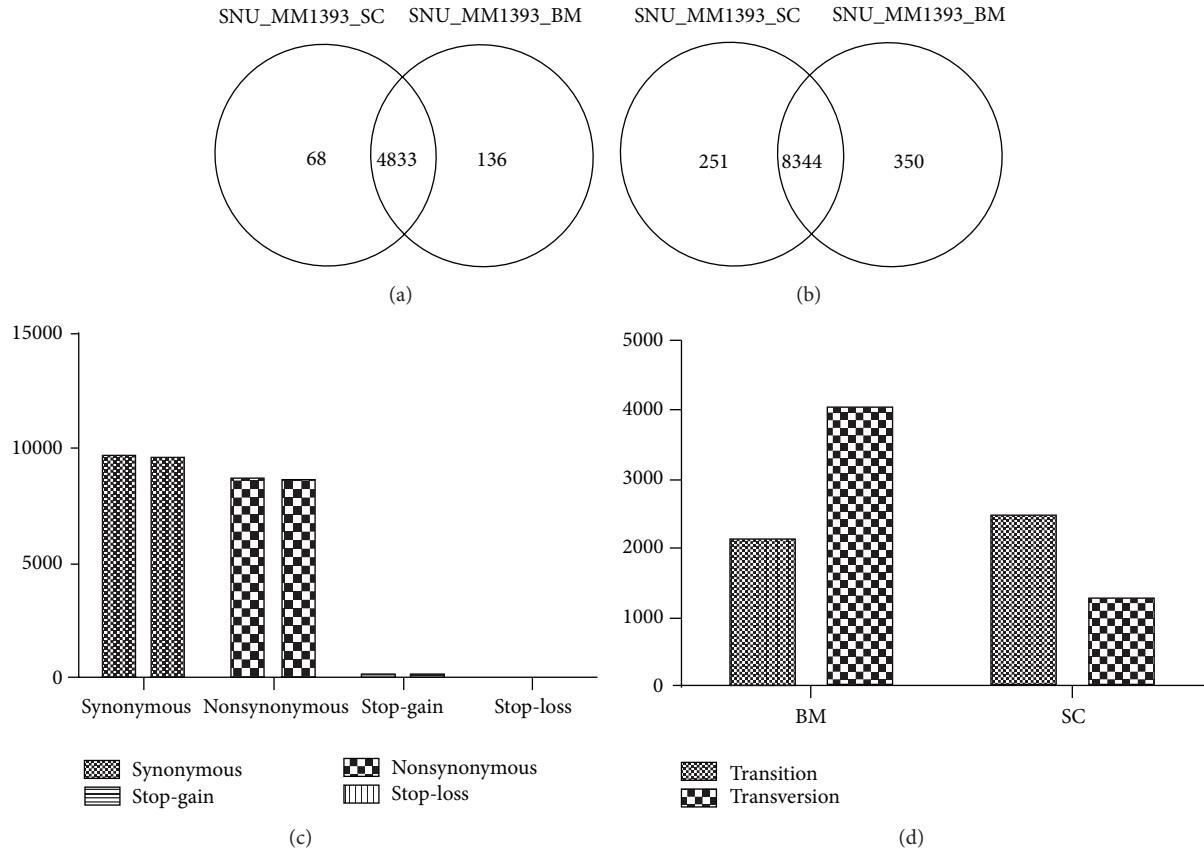 SNU_MM1393_SC SNU_MM1393_BM
68 4833 136
(a)
SNU_MM1393_SC SNU_MM1393_BM
251 8344 350
(b)
15000
10000
5000
0
Synonymous Nonsynonymous Stop-gain Stop-loss
Synonymous Nonsynonymous
Stop-gain Stop-loss
(c)
5000
4000
3000
2000
1000
0
BM SC
Transition
Transversion
(d)